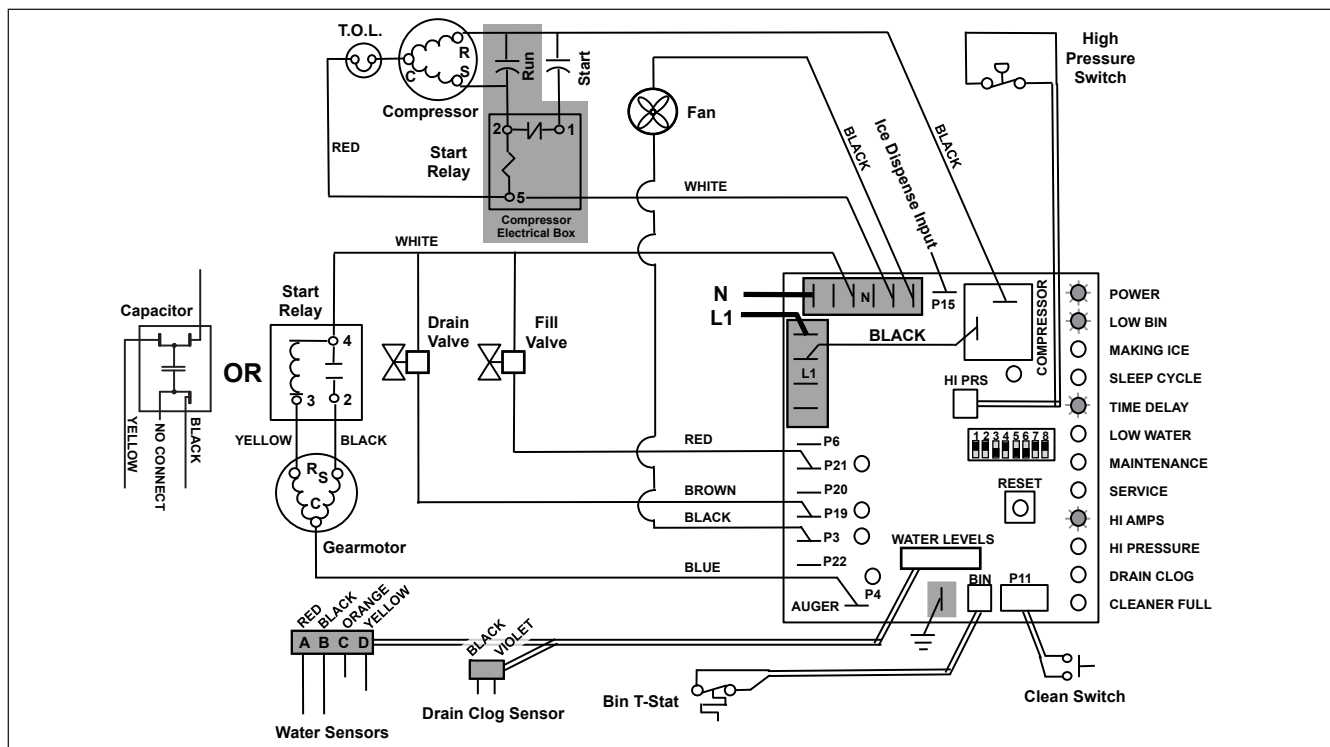 T.O.L.
R
S
C
Compressor
Run
Start
High
Pressure
Switch
Fan
2
1
Start
Relay
5
RED
Compressor
Electrical Box
WHITE
BLACK
Ice Dispense Input
BLACK
WHITE
Capacitor
YELLOW
NO CONNECT
BLACK
OR
Start
Relay
4
3
2
YELLOW
BLACK
R
S
C
Gearmotor
Drain
Valve
Fill
Valve
N
L1
N
P15
BLACK
COMPRESSOR
L1
HI PRS
RED
P6
P21
BROWN
P20
P19
BLACK
P3
P22
BLUE
P4
AUGER
1 2 3 4 5 6 7 8
RESET
WATER LEVELS
BIN
P11
POWER
LOW BIN
MAKING ICE
SLEEP CYCLE
TIME DELAY
LOW WATER
MAINTENANCE
SERVICE
HI AMPS
HI PRESSURE
DRAIN CLOG
CLEANER FULL
RED
BLACK
ORANGE
YELLOW
A B C D
Water Sensors
BLACK
VIOLET
Drain Clog Sensor
Bin T-Stat
Clean Switch